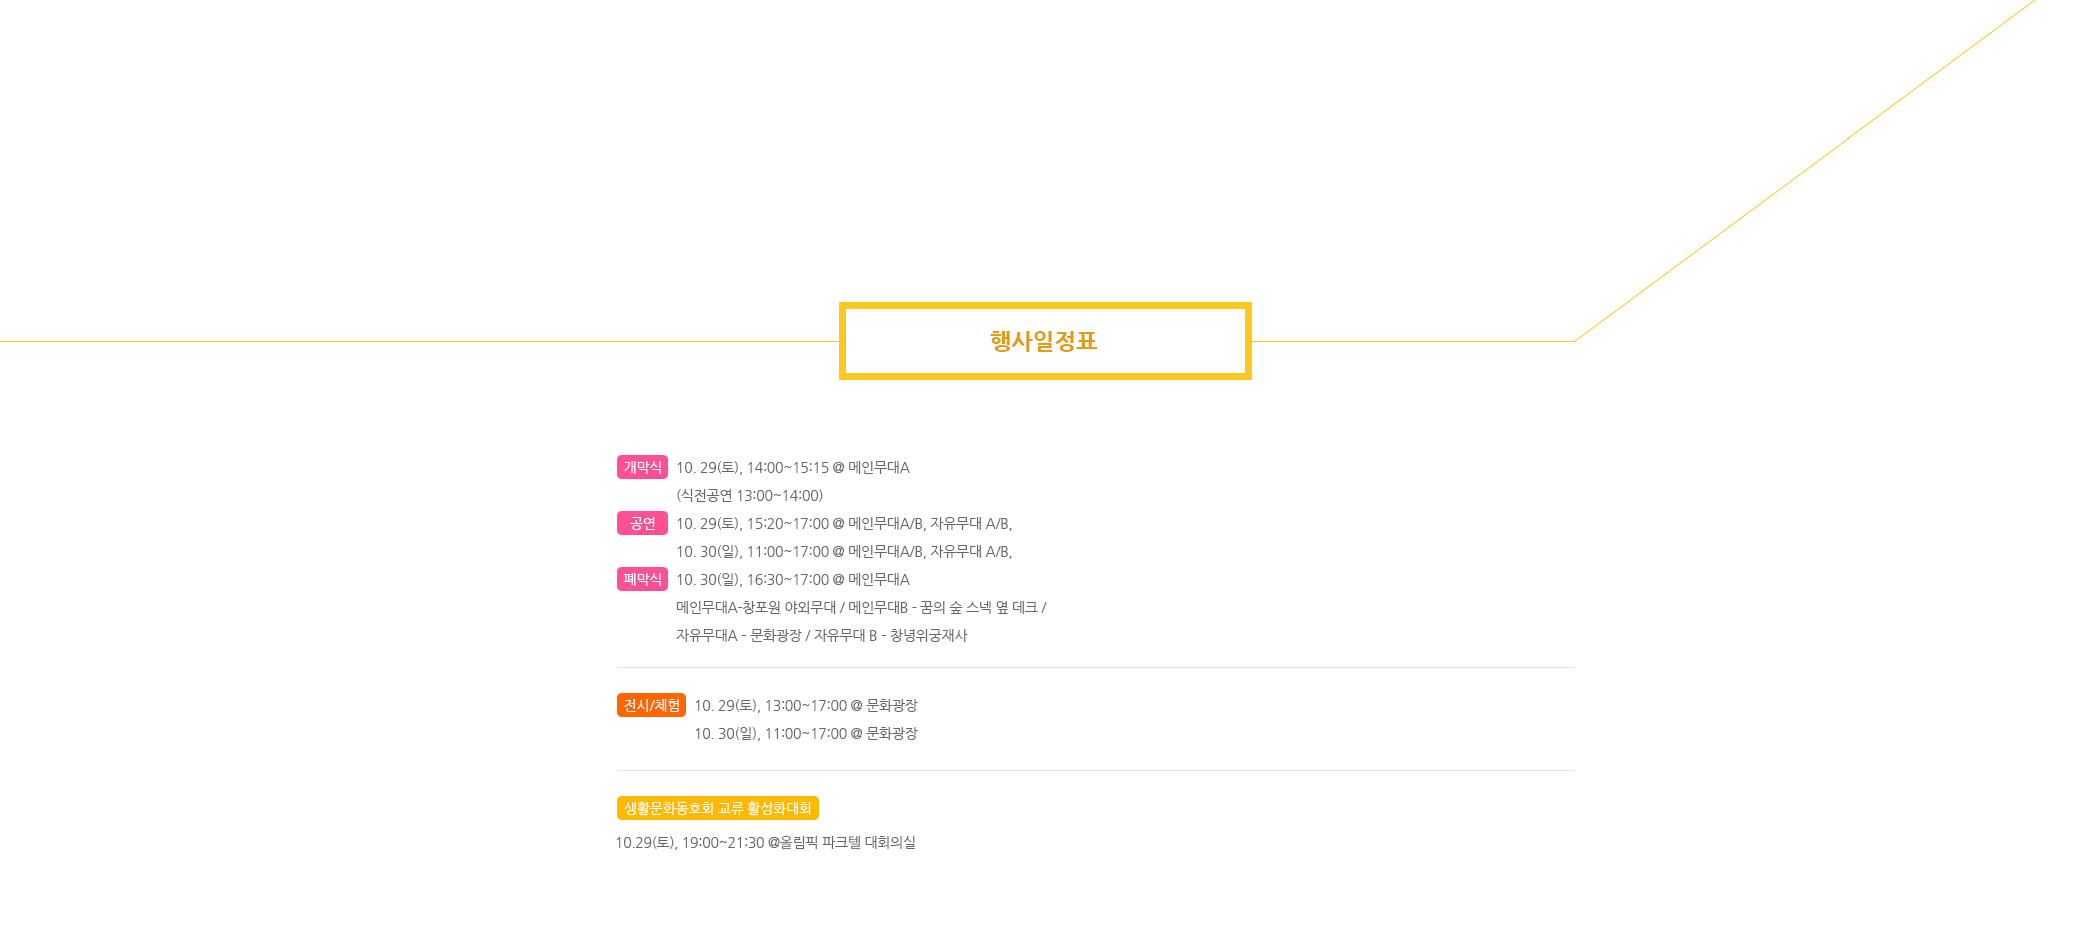 행사일정표
개막식 10. 29(토), 14:00~15:15 @ 메인무대A
(식전공연 13:00~14:00)
공연 10. 29(토), 15:20~17:00 @ 메인무대A/B, 자유무대 A/B,
10. 30(일), 11:00~17:00 @ 메인무대A/B, 자유무대 A/B,
폐막식 10. 30(일), 16:30~17:00 @ 메인무대A
메인무대A-창포원 야외무대 / 메인무대B - 꿈의 숲 스넥 옆 데크 /
자유무대A - 문화광장 / 자유무대 B - 창녕위궁재사
전시/체험 10. 29(토), 13:00~17:00 @ 문화광장
10. 30(일), 11:00~17:00 @ 문화광장
생활문화동호회 교류 활성화대회
10.29(토), 19:00~21:30 @올림픽 파크텔 대회의실